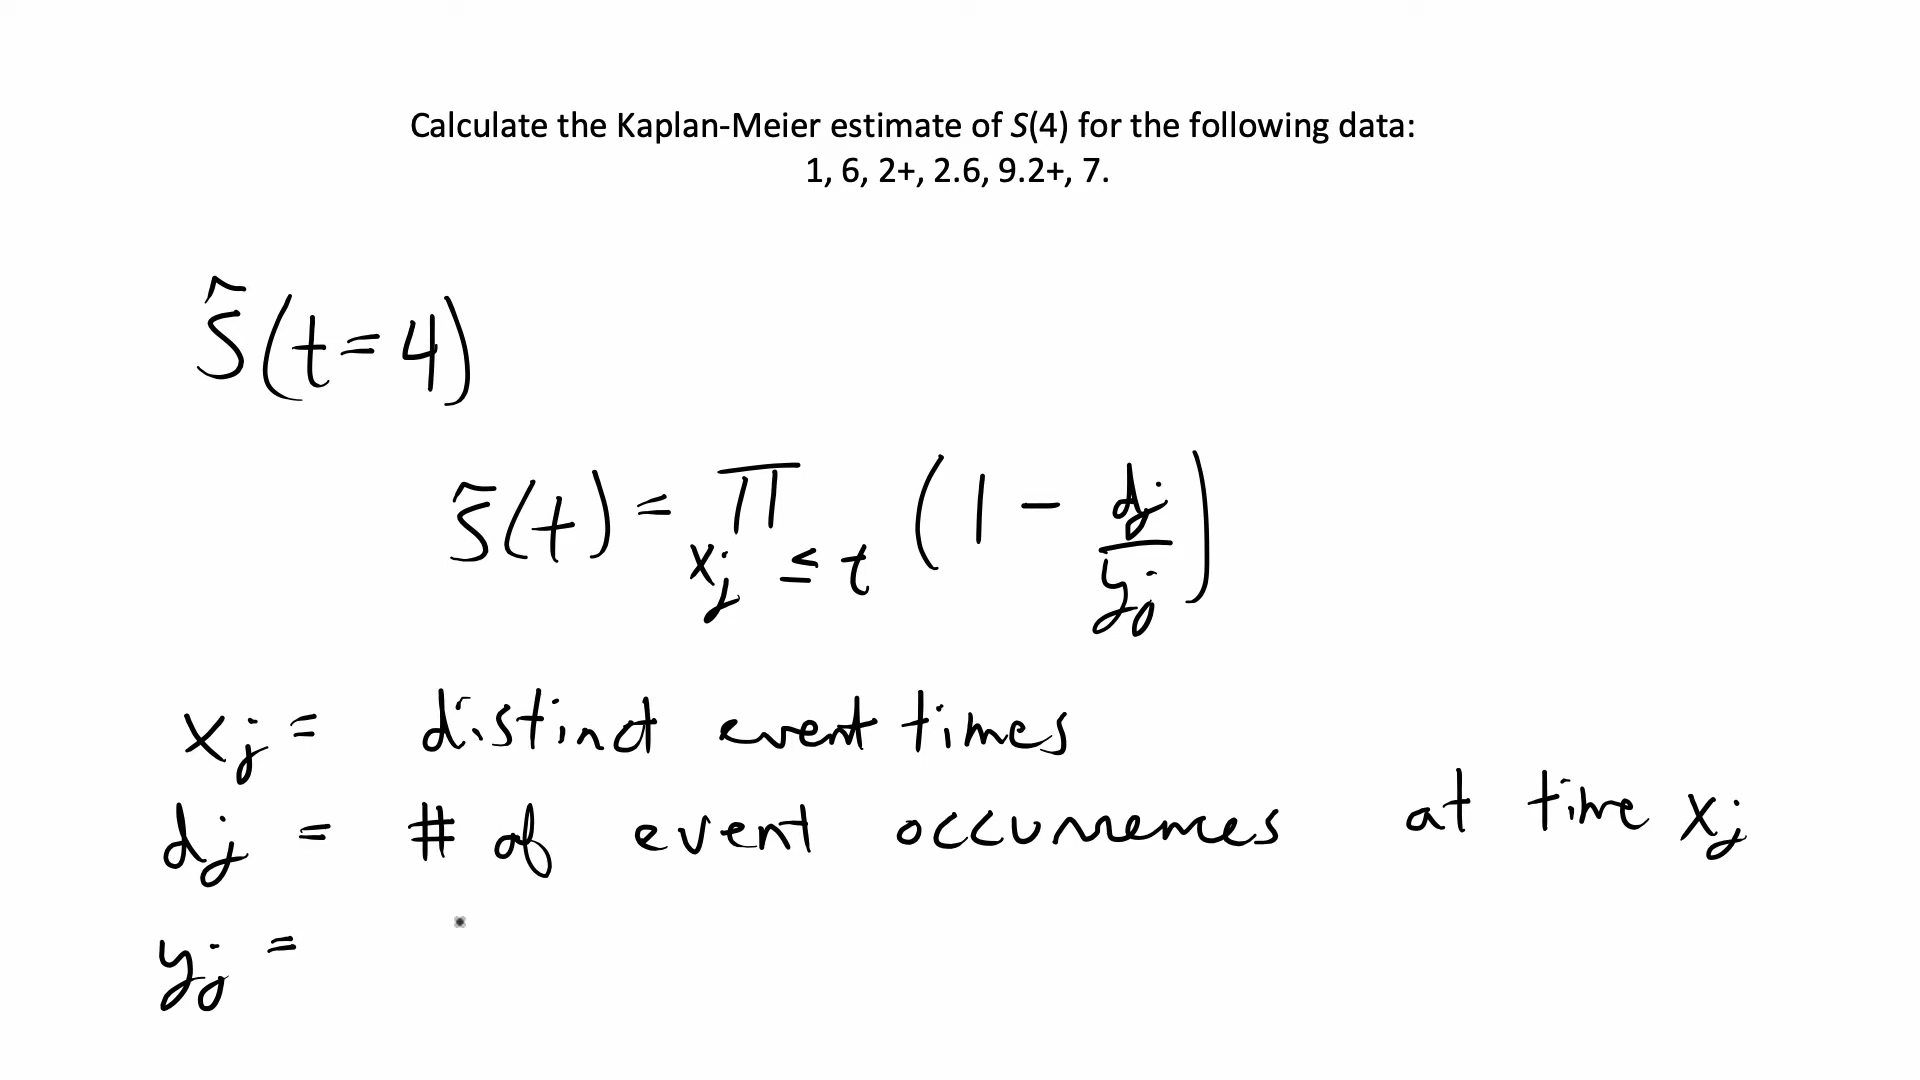 Calculate the Kaplan-Meier estimate of S(4) for the following data:
1, 6, 2+, 2.6, 9.2+, 7.
Ŝ(t=4)
Ŝ(t) = Π_{xⱼ ≤ t} (1 − dⱼ/yⱼ)
xⱼ = distinct event times
dⱼ = # of event occurrences at time xⱼ
yⱼ =